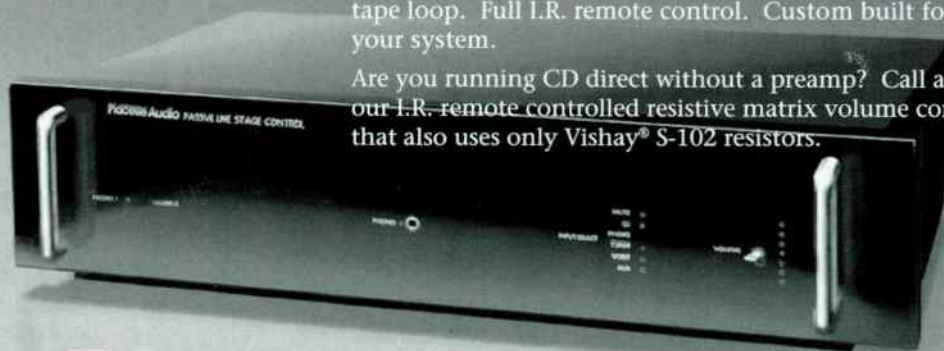 tape loop. Full I.R. remote control. Custom built fo
your system.
Are you running CD direct without a preamp? Call a
our I.R. remote controlled resistive matrix volume co
that also uses only Vishay® S-102 resistors.
Audio PASSIVE LINE STAGE CONTROL
MUTE
CD
PHONO
TUNER
VIDEO
AUX
INPUT SELECT
VOLUME